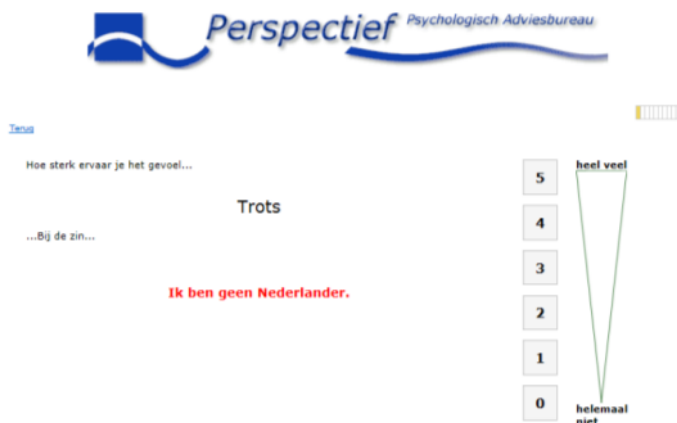 Perspectief Psychologisch Adviesbureau
Terug
Hoe sterk ervaar je het gevoel...
Trots
...Bij de zin...
Ik ben geen Nederlander.
5
4
3
2
1
0
heel veel
helemaal
niet